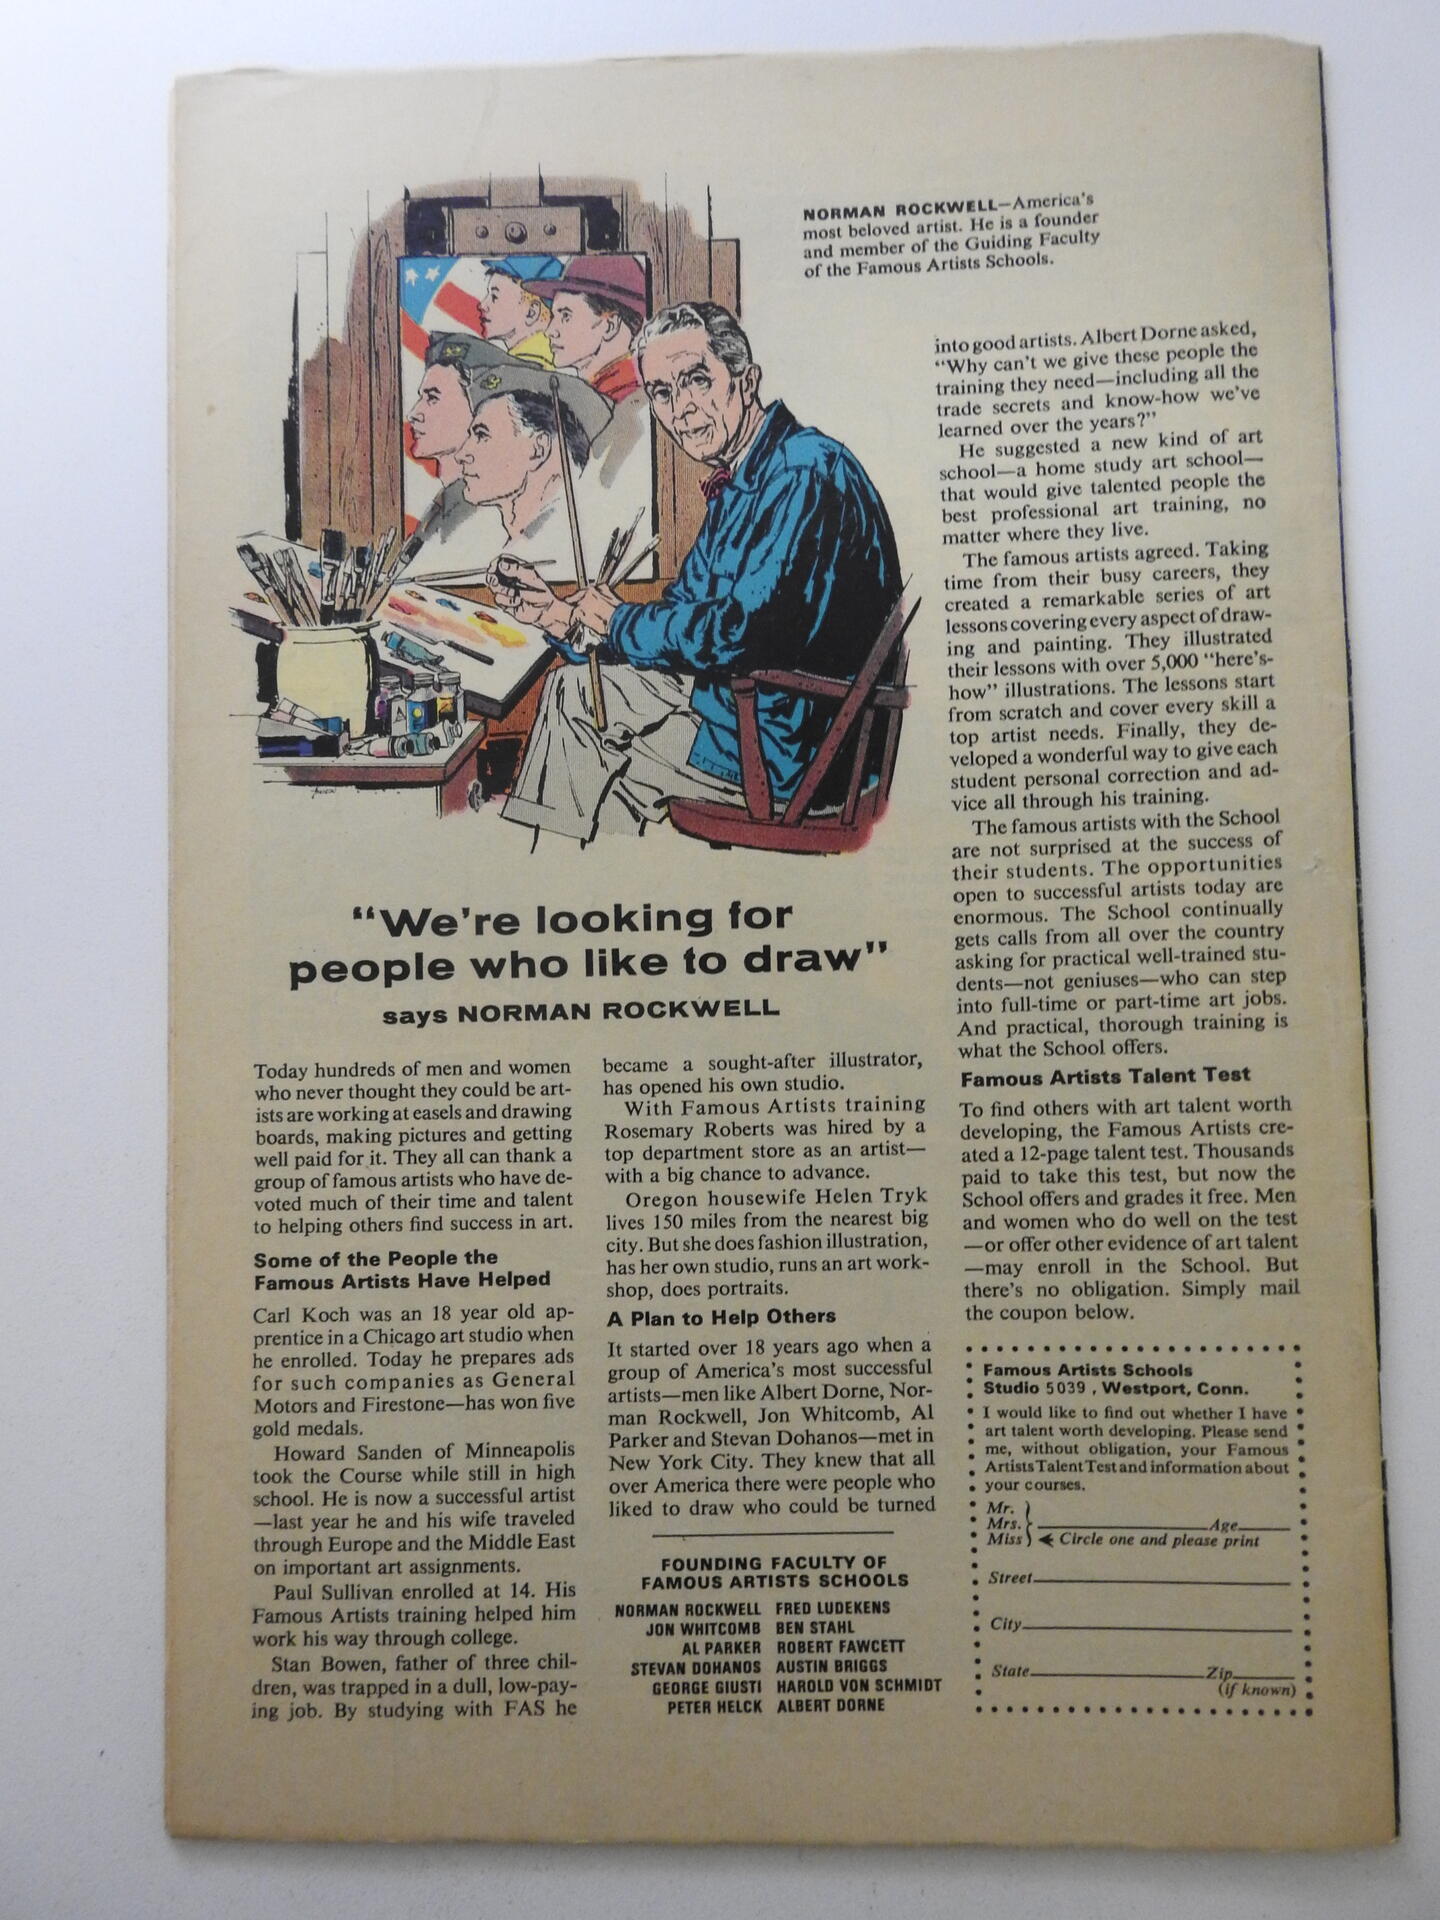 NORMAN ROCKWELL—America's
most beloved artist. He is a founder
and member of the Guiding Faculty
of the Famous Artists Schools.
"We're looking for
people who like to draw"
says NORMAN ROCKWELL
Today hundreds of men and women
who never thought they could be art-
ists are working at easels and drawing
boards, making pictures and getting
well paid for it. They all can thank a
group of famous artists who have de-
voted much of their time and talent
to helping others find success in art.
Some of the People the
Famous Artists Have Helped
Carl Koch was an 18 year old ap-
prentice in a Chicago art studio when
he enrolled. Today he prepares ads
for such companies as General
Motors and Firestone—has won five
gold medals.
Howard Sanden of Minneapolis
took the Course while still in high
school. He is now a successful artist
—last year he and his wife traveled
through Europe and the Middle East
on important art assignments.
Paul Sullivan enrolled at 14. His
Famous Artists training helped him
work his way through college.
Stan Bowen, father of three chil-
dren, was trapped in a dull, low-pay-
ing job. By studying with FAS he
became a sought-after illustrator,
has opened his own studio.
With Famous Artists training
Rosemary Roberts was hired by a
top department store as an artist—
with a big chance to advance.
Oregon housewife Helen Tryk
lives 150 miles from the nearest big
city. But she does fashion illustration,
has her own studio, runs an art work-
shop, does portraits.
A Plan to Help Others
It started over 18 years ago when a
group of America's most successful
artists—men like Albert Dorne, Nor-
man Rockwell, Jon Whitcomb, Al
Parker and Stevan Dohanos—met in
New York City. They knew that all
over America there were people who
liked to draw who could be turned
FOUNDING FACULTY OF
FAMOUS ARTISTS SCHOOLS
NORMAN ROCKWELL FRED LUDEKENS
JON WHITCOMB BEN STAHL
AL PARKER ROBERT FAWCETT
STEVAN DOHANOS AUSTIN BRIGGS
GEORGE GIUSTI HAROLD VON SCHMIDT
PETER HELCK ALBERT DORNE
into good artists. Albert Dorne asked,
"Why can't we give these people the
training they need—including all the
trade secrets and know-how we've
learned over the years?"
He suggested a new kind of art
school—a home study art school—
that would give talented people the
best professional art training, no
matter where they live.
The famous artists agreed. Taking
time from their busy careers, they
created a remarkable series of art
lessons covering every aspect of draw-
ing and painting. They illustrated
their lessons with over 5,000 "here's-
how" illustrations. The lessons start
from scratch and cover every skill a
top artist needs. Finally, they de-
veloped a wonderful way to give each
student personal correction and ad-
vice all through his training.
The famous artists with the School
are not surprised at the success of
their students. The opportunities
open to successful artists today are
enormous. The School continually
gets calls from all over the country
asking for practical well-trained stu-
dents—not geniuses—who can step
into full-time or part-time art jobs.
And practical, thorough training is
what the School offers.
Famous Artists Talent Test
To find others with art talent worth
developing, the Famous Artists cre-
ated a 12-page talent test. Thousands
paid to take this test, but now the
School offers and grades it free. Men
and women who do well on the test
—or offer other evidence of art talent
—may enroll in the School. But
there's no obligation. Simply mail
the coupon below.
Famous Artists Schools
Studio 5039, Westport, Conn.
I would like to find out whether I have
art talent worth developing. Please send
me, without obligation, your Famous
Artists Talent Test and information about
your courses.
Mr.
Mrs. Age
Miss Circle one and please print
Street
City
State Zip
(if known)